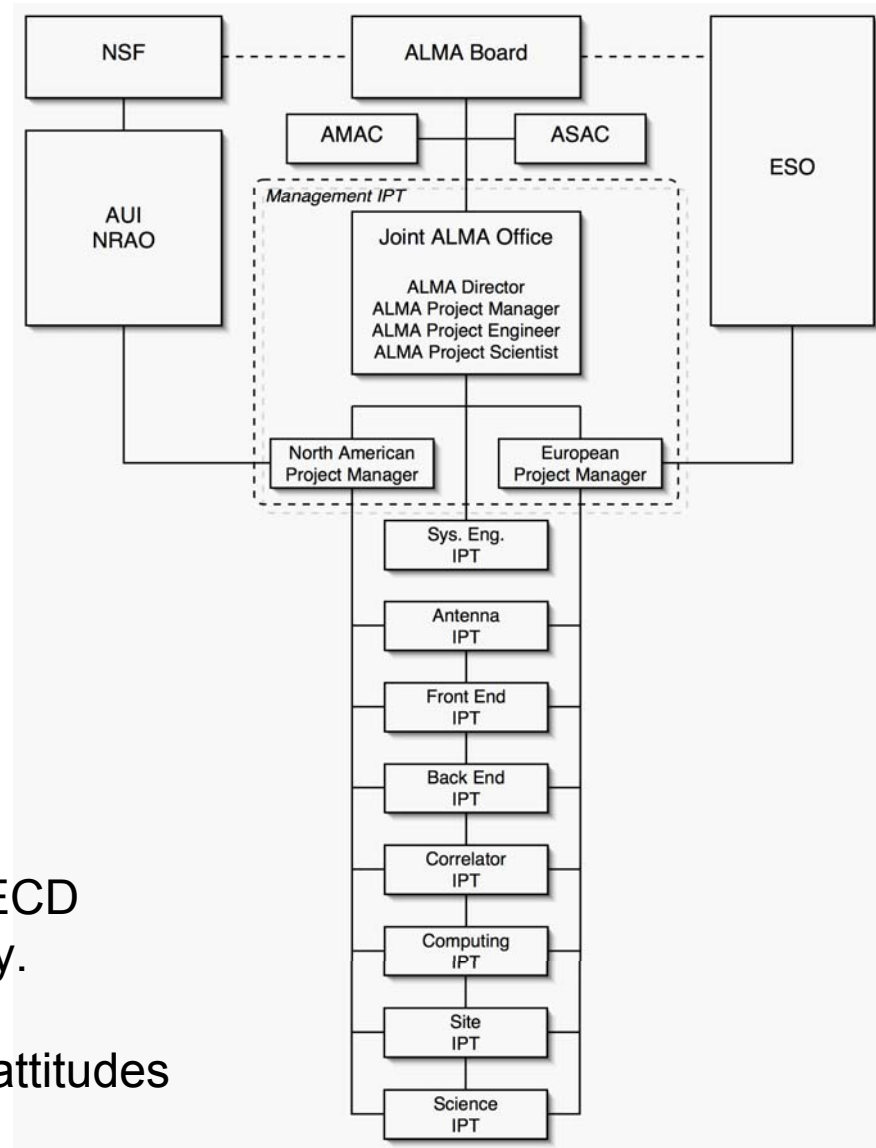 NSF
ALMA Board
ESO
AMAC
ASAC
AUI
NRAO
Management IPT
Joint ALMA Office
ALMA Director
ALMA Project Manager
ALMA Project Engineer
ALMA Project Scientist
North American
Project Manager
European
Project Manager
Sys. Eng.
IPT
Antenna
IPT
Front End
IPT
Back End
IPT
Correlator
IPT
Computing
IPT
Site
IPT
Science
IPT
ECD
y.
attitudes